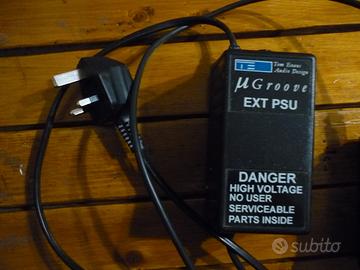 Tom Evans
Audio Design
µGroove
EXT PSU
DANGER
HIGH VOLTAGE
NO USER
SERVICEABLE
PARTS INSIDE
subito